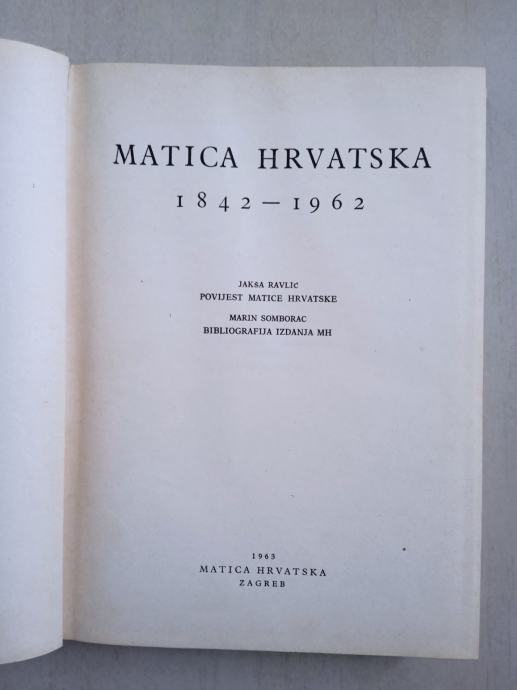 MATICA HRVATSKA
1842—1962
JAKSA RAVLIĆ
POVIJEST MATICE HRVATSKE
MARIN SOMBORAC
BIBLIOGRAFIJA IZDANJA MH
1963
MATICA HRVATSKA
ZAGREB